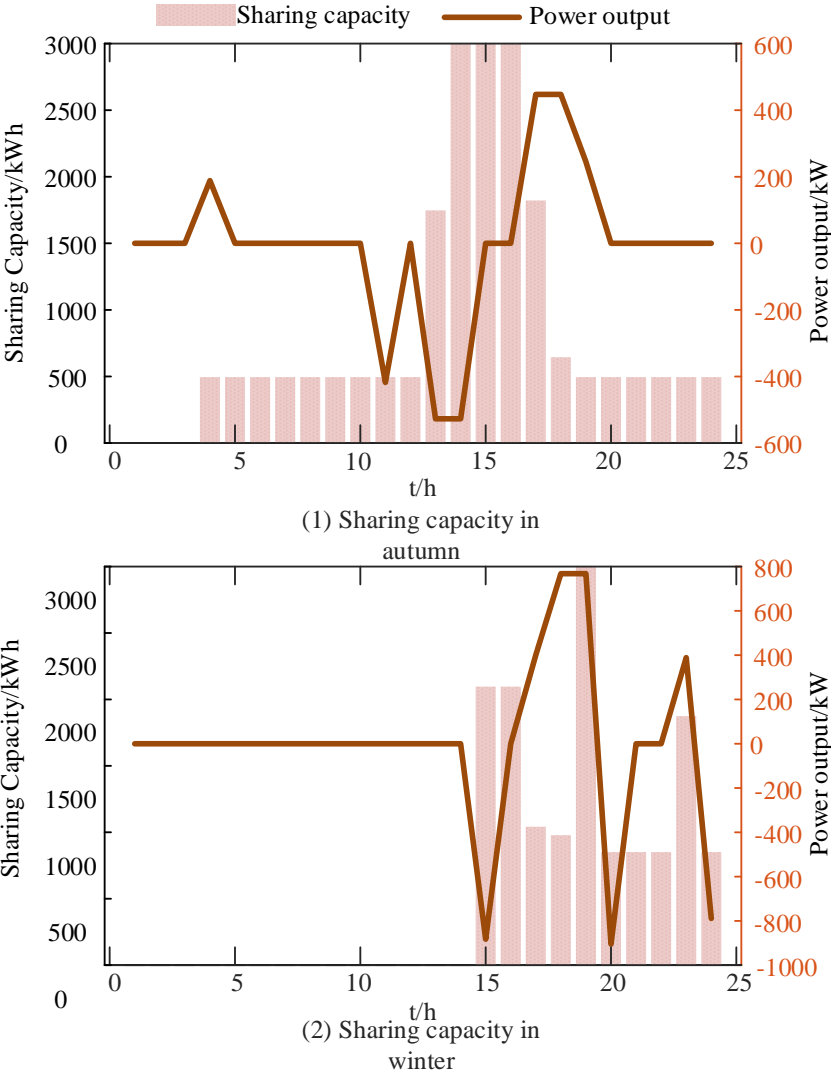 Sharing capacity Power output
3000 600
2500 400
2000 200
1500 0
1000 -200
500 -400
0 -600
Sharing Capacity/kWh
Power output/kW
0 5 10 15 20 25
t/h
(1) Sharing capacity in
autumn
3000 800
600
2500 400
2000 200
0
1500 -200
1000 -400
-600
500 -800
0 -1000
Sharing Capacity/kWh
Power output/kW
0 5 10 15 20 25
t/h
(2) Sharing capacity in
winter